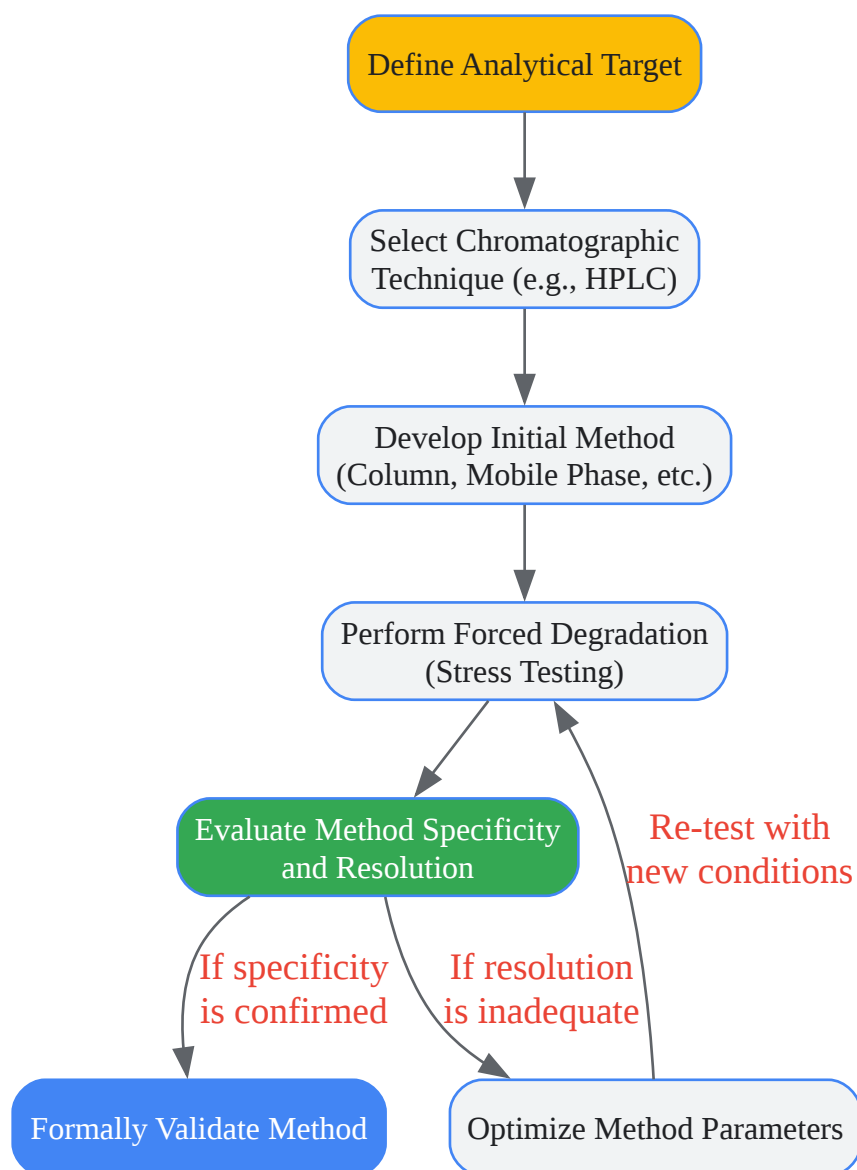 Define Analytical Target
Select Chromatographic
Technique (e.g., HPLC)
Develop Initial Method
(Column, Mobile Phase, etc.)
Perform Forced Degradation
(Stress Testing)
Evaluate Method Specificity
and Resolution
Re-test with
new conditions
If specificity
is confirmed
If resolution
is inadequate
Formally Validate Method
Optimize Method Parameters